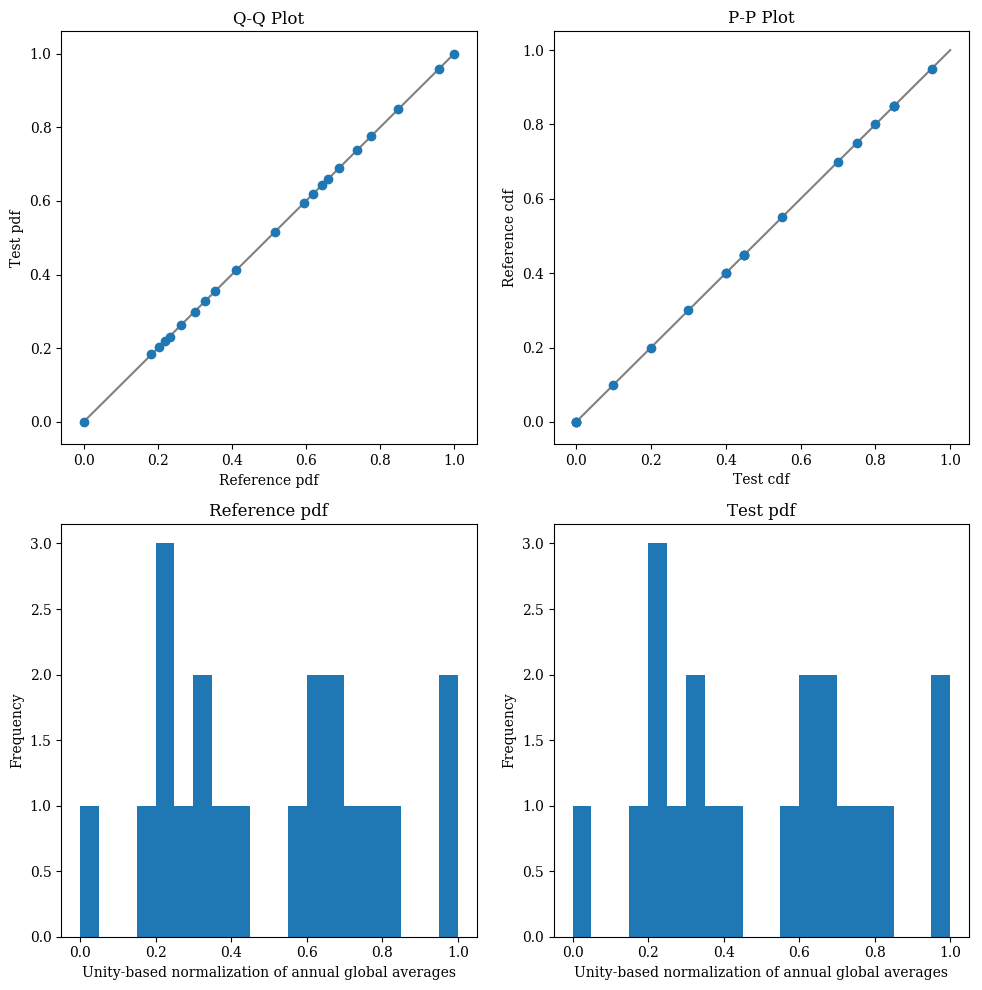 Q-Q Plot
1.0
0.8
0.6
0.4
0.2
0.0
Test pdf
0.0 0.2 0.4 0.6 0.8 1.0
Reference pdf
P-P Plot
1.0
0.8
0.6
0.4
0.2
0.0
Reference cdf
0.0 0.2 0.4 0.6 0.8 1.0
Test cdf
Reference pdf
3.0
2.5
2.0
1.5
1.0
0.5
0.0
Frequency
0.0 0.2 0.4 0.6 0.8 1.0
Unity-based normalization of annual global averages
Test pdf
3.0
2.5
2.0
1.5
1.0
0.5
0.0
Frequency
0.0 0.2 0.4 0.6 0.8 1.0
Unity-based normalization of annual global averages